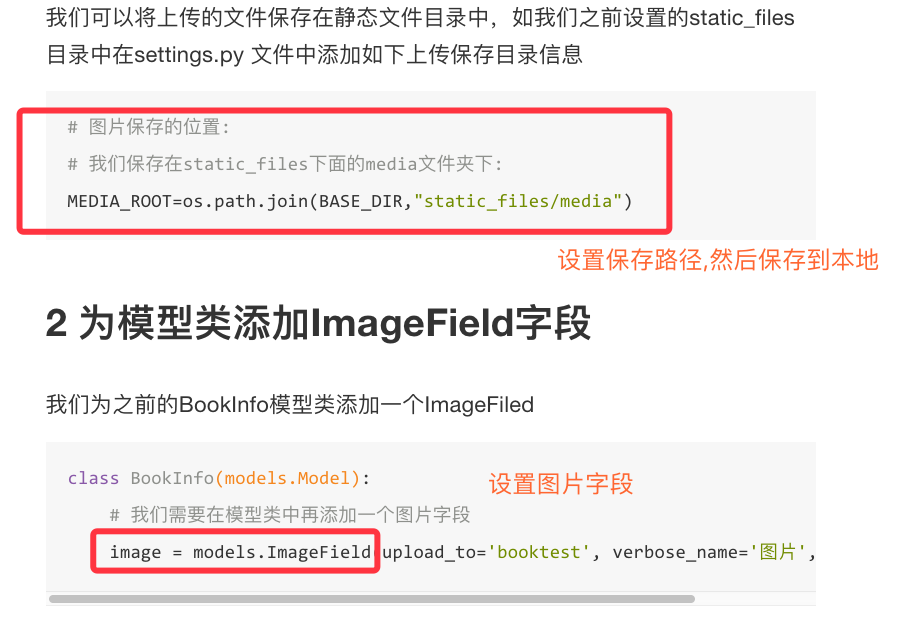 我们可以将上传的文件保存在静态文件目录中，如我们之前设置的static_files
目录中在settings.py 文件中添加如下上传保存目录信息
# 图片保存的位置:
# 我们保存在static_files下面的media文件夹下:
MEDIA_ROOT=os.path.join(BASE_DIR,"static_files/media")
设置保存路径,然后保存到本地
2 为模型类添加ImageField字段
我们为之前的BookInfo模型类添加一个ImageFiled
class BookInfo(models.Model):
设置图片字段
# 我们需要在模型类中再添加一个图片字段
image = models.ImageField(upload_to='booktest', verbose_name='图片',